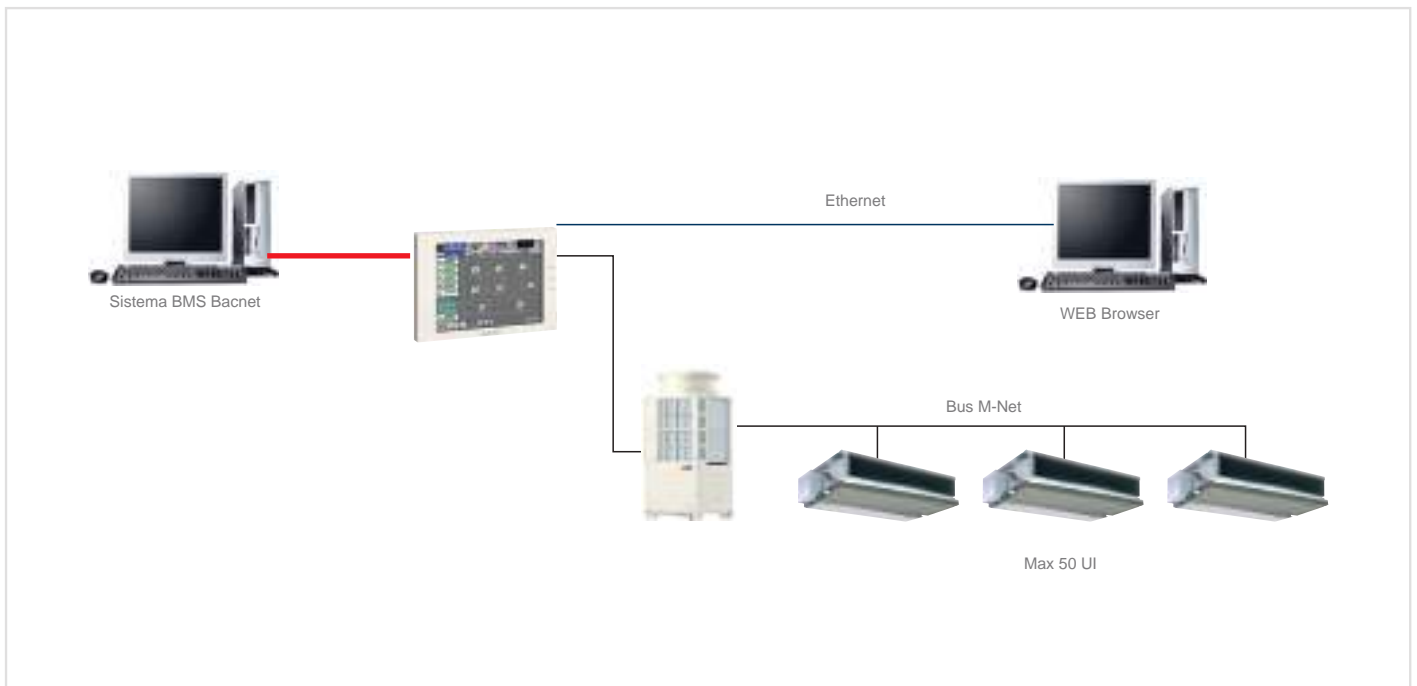 Ethernet
Sistema BMS Bacnet
WEB Browser
Bus M-Net
Max 50 UI